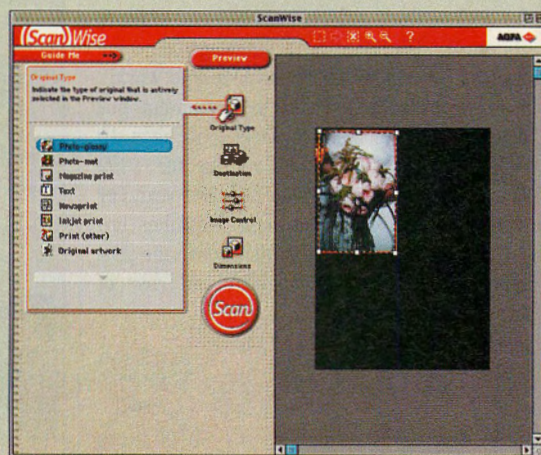 ScanWise
(Scan) Wise
?
AGFA
Guide Me
Preview
Original Type
Indicate the type of original that is actively
selected in the Preview window.
Photo-glossy
Photo-mat
Magazine print
Text
Newsprint
Inkjet print
Print (other)
Original artwork
Original Type
Destination
Image Control
Dimensions
Scan